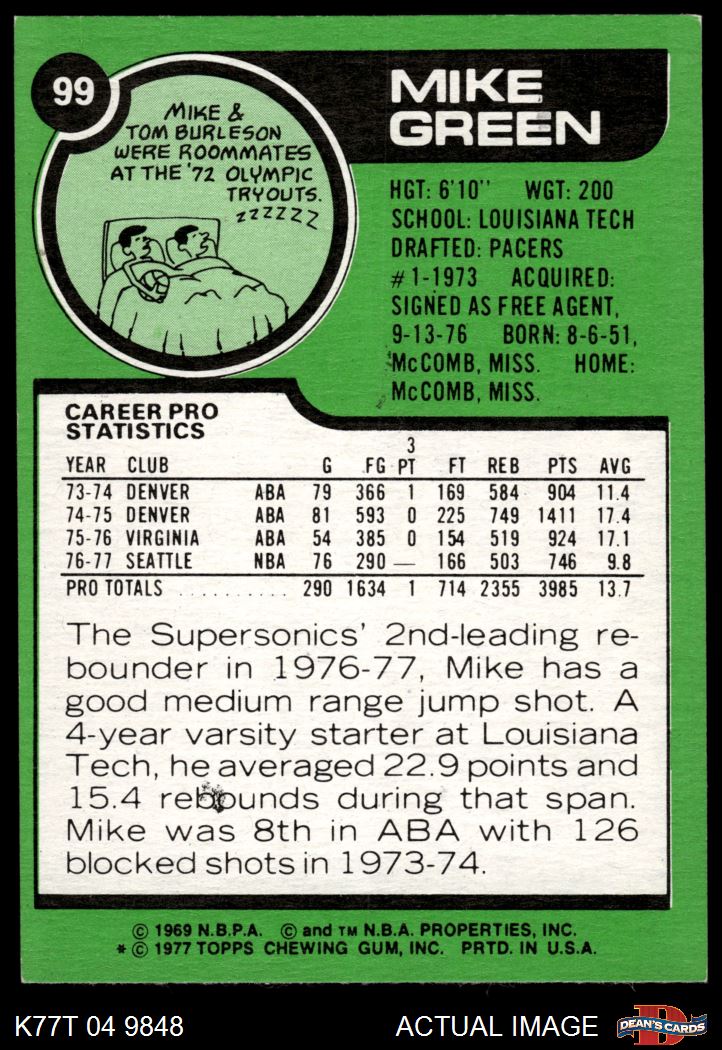 99
MIKE &
TOM BURLESON
WERE ROOMMATES
AT THE '72 OLYMPIC
TRYOUTS.
ZZZZZZ
MIKE
GREEN
HGT: 6'10" WGT: 200
SCHOOL: LOUISIANA TECH
DRAFTED: PACERS
#1-1973 ACQUIRED:
SIGNED AS FREE AGENT,
9-13-76 BORN: 8-6-51,
McCOMB, MISS. HOME:
McCOMB, MISS.
CAREER PRO
STATISTICS
YEAR CLUB G FG 3 PT FT REB PTS AVG
73-74 DENVER ABA 79 366 1 169 584 904 11.4
74-75 DENVER ABA 81 593 0 225 749 1411 17.4
75-76 VIRGINIA ABA 54 385 0 154 519 924 17.1
76-77 SEATTLE NBA 76 290 — 166 503 746 9.8
PRO TOTALS .......... 290 1634 1 714 2355 3985 13.7
The Supersonics' 2nd-leading re-
bounder in 1976-77, Mike has a
good medium range jump shot. A
4-year varsity starter at Louisiana
Tech, he averaged 22.9 points and
15.4 rebounds during that span.
Mike was 8th in ABA with 126
blocked shots in 1973-74.
© 1969 N.B.P.A. © and TM N.B.A. PROPERTIES, INC.
* © 1977 TOPPS CHEWING GUM, INC. PRTD. IN U.S.A.
K77T 04 9848 ACTUAL IMAGE D DEAN'S CARDS